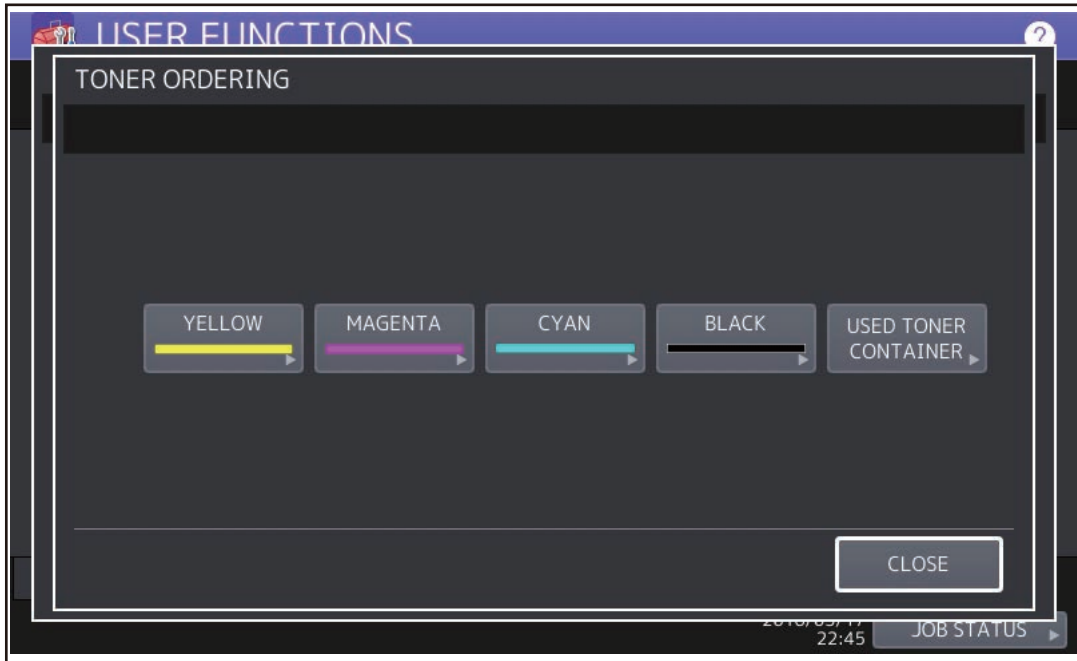 USER FUNCTIONS
?
TONER ORDERING
YELLOW
MAGENTA
CYAN
BLACK
USED TONER
CONTAINER
CLOSE
22:45
JOB STATUS